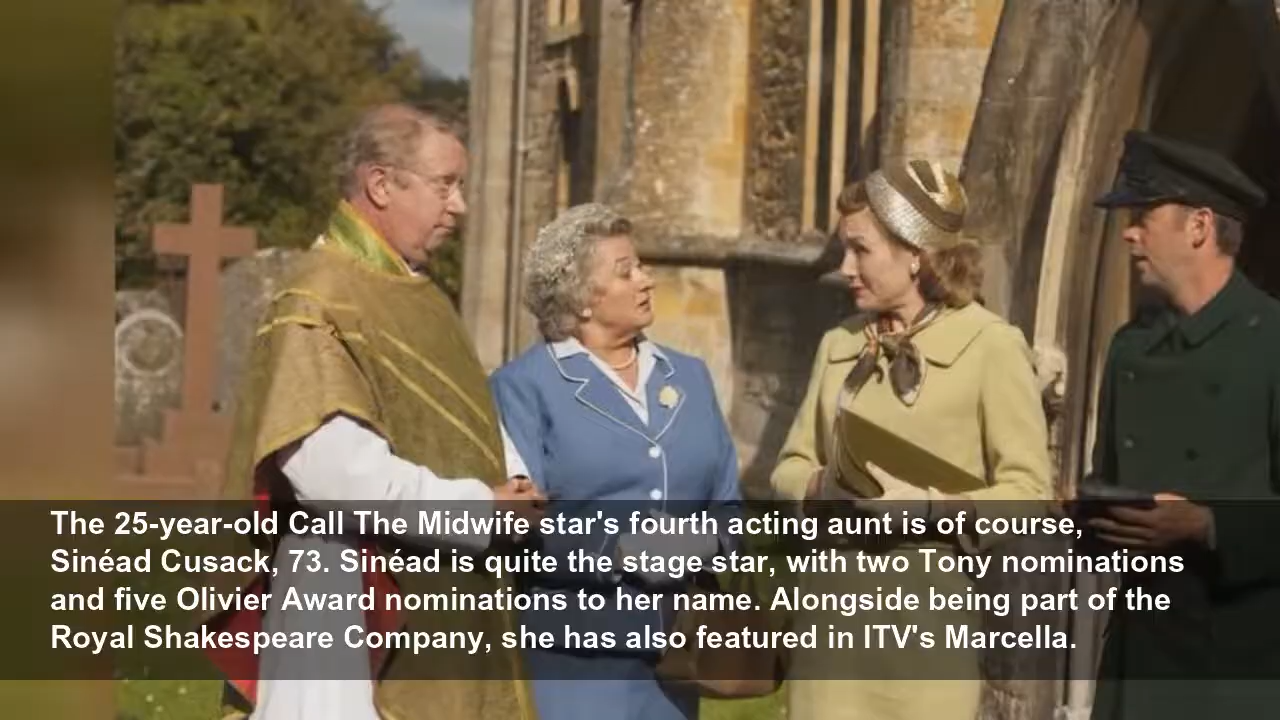 The 25-year-old Call The Midwife star's fourth acting aunt is of course,
Sinéad Cusack, 73. Sinéad is quite the stage star, with two Tony nominations
and five Olivier Award nominations to her name. Alongside being part of the
Royal Shakespeare Company, she has also featured in ITV's Marcella.